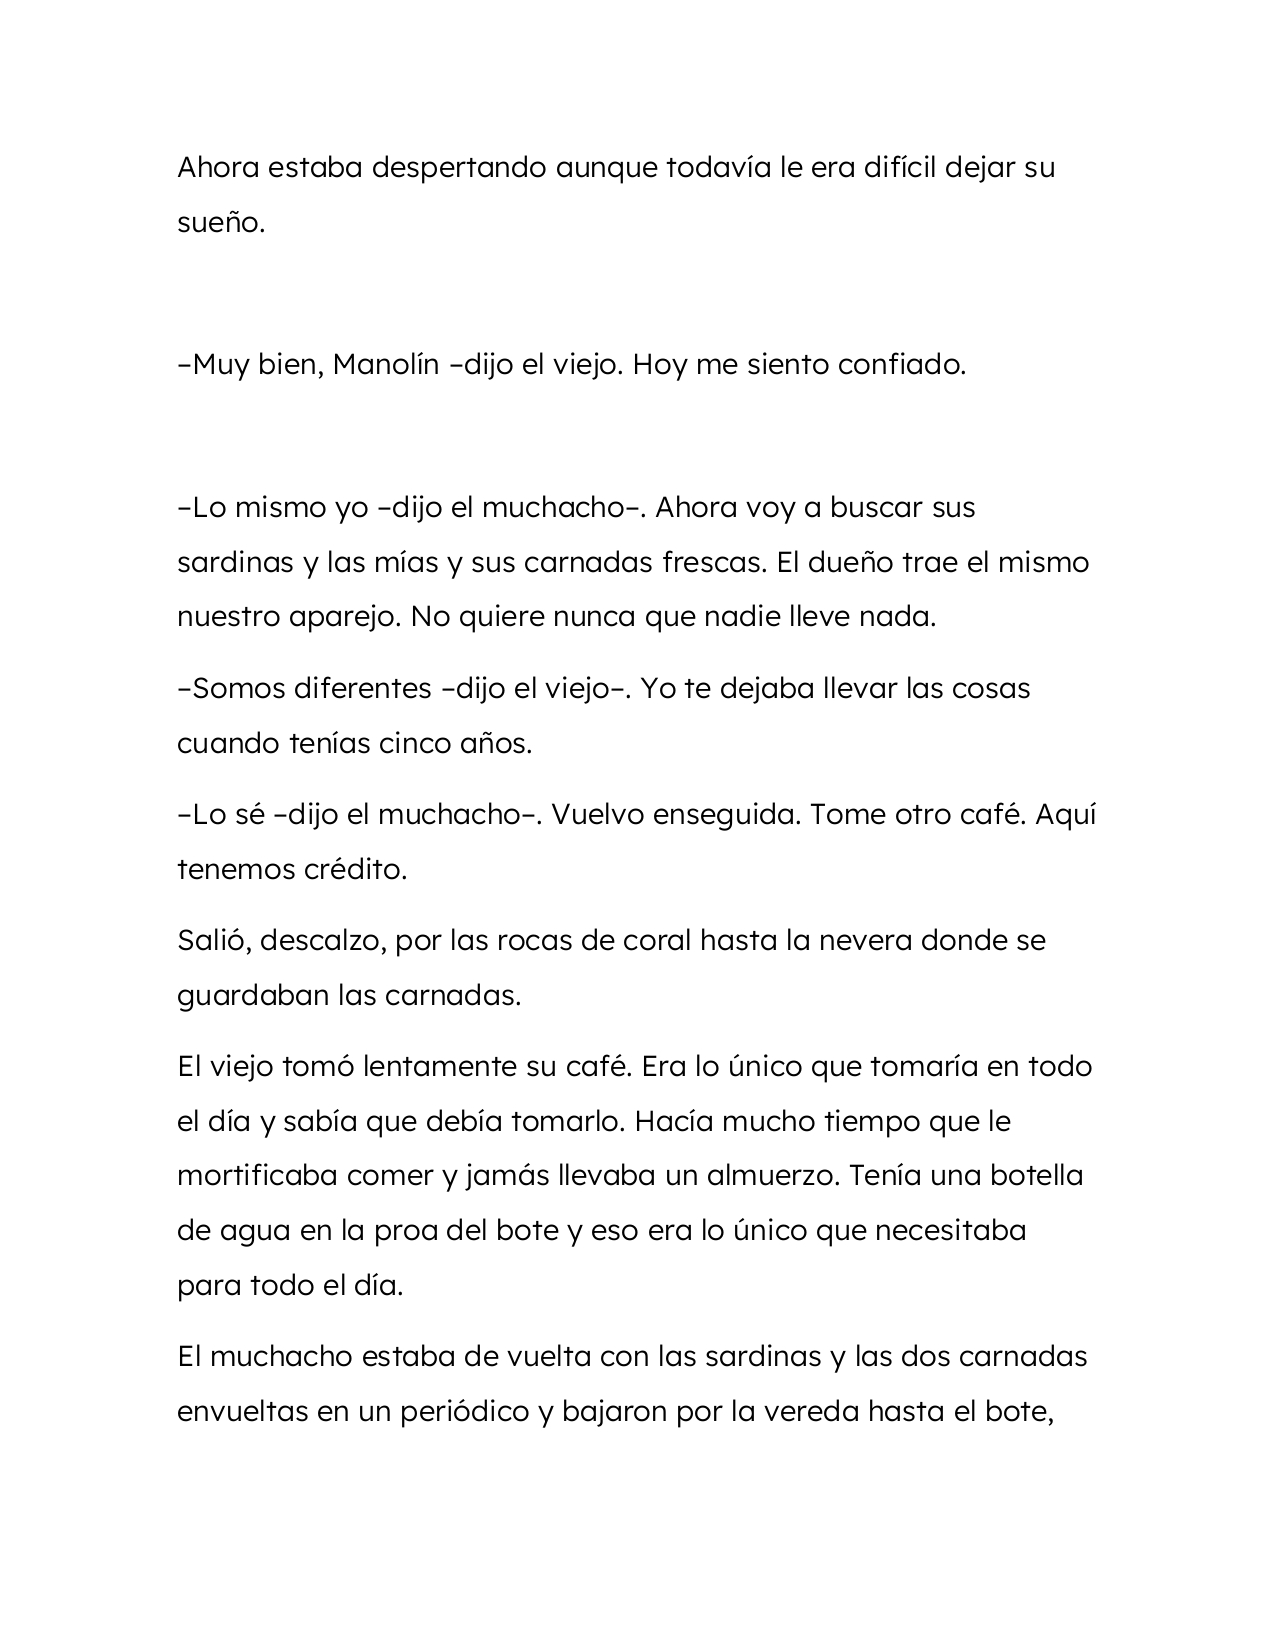 Ahora estaba despertando aunque todavía le era difícil dejar su
sueño.
–Muy bien, Manolín –dijo el viejo. Hoy me siento confiado.
–Lo mismo yo –dijo el muchacho–. Ahora voy a buscar sus
sardinas y las mías y sus carnadas frescas. El dueño trae el mismo
nuestro aparejo. No quiere nunca que nadie lleve nada.
–Somos diferentes –dijo el viejo–. Yo te dejaba llevar las cosas
cuando tenías cinco años.
–Lo sé –dijo el muchacho–. Vuelvo enseguida. Tome otro café. Aquí
tenemos crédito.
Salió, descalzo, por las rocas de coral hasta la nevera donde se
guardaban las carnadas.
El viejo tomó lentamente su café. Era lo único que tomaría en todo
el día y sabía que debía tomarlo. Hacía mucho tiempo que le
mortificaba comer y jamás llevaba un almuerzo. Tenía una botella
de agua en la proa del bote y eso era lo único que necesitaba
para todo el día.
El muchacho estaba de vuelta con las sardinas y las dos carnadas
envueltas en un periódico y bajaron por la vereda hasta el bote,